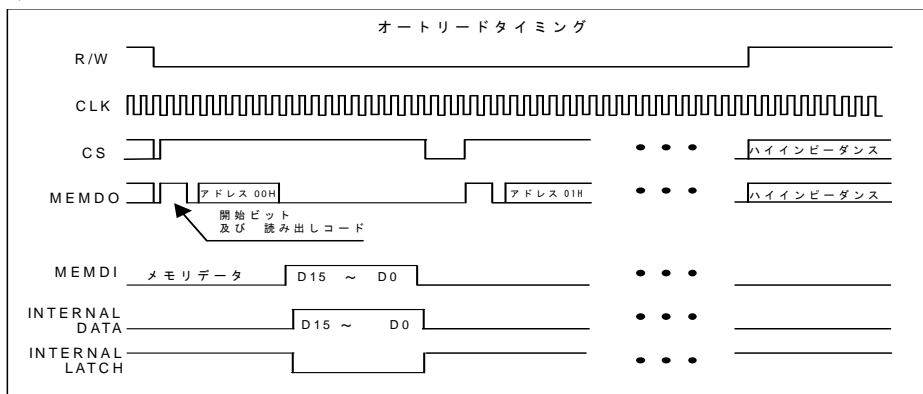 オートリードタイミング
R/W
CLK
CS
ハイインピーダンス
MEMDO
アドレス 00H
アドレス 01H
ハイインピーダンス
開始ビット
及び 読み出しコード
MEMDI
メモリデータ
D15 ~ D0
INTERNAL
DATA
D15 ~ D0
INTERNAL
LATCH